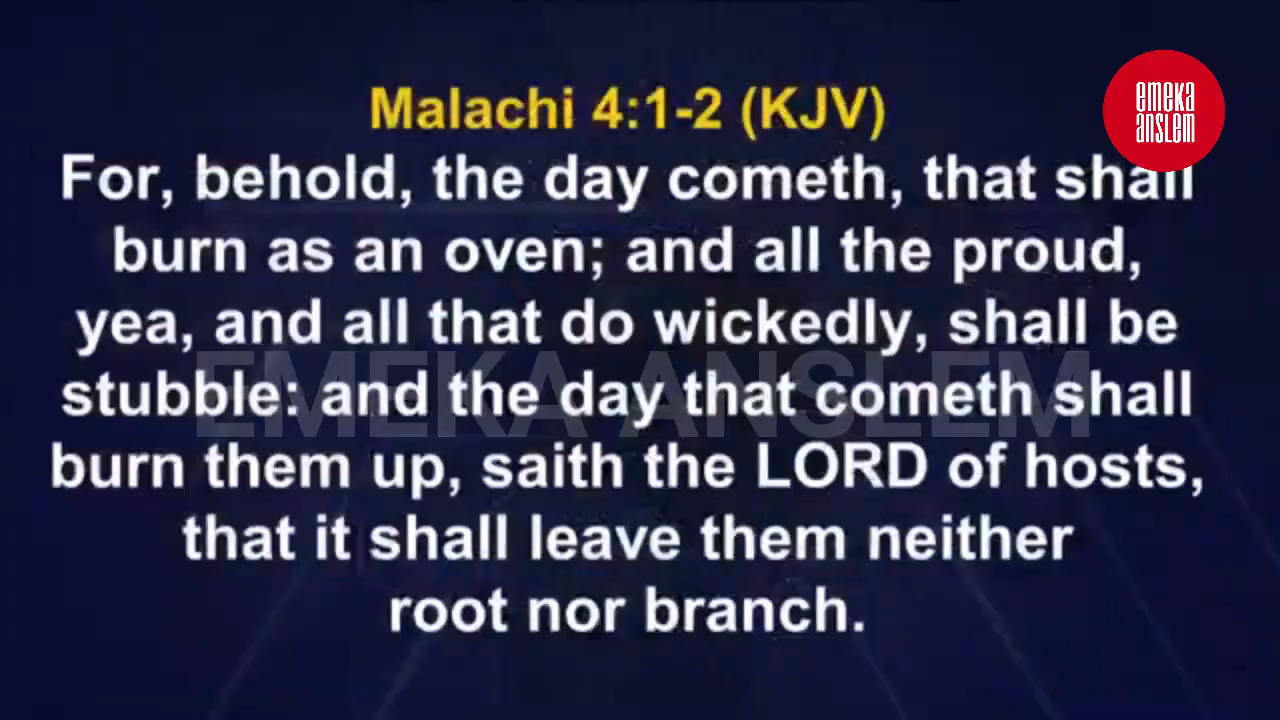 Malachi 4:1-2 (KJV)
emeka
anslem
For, behold, the day cometh, that shall
burn as an oven; and all the proud,
yea, and all that do wickedly, shall be
stubble: and the day that cometh shall
EMEKA ANSLEM
burn them up, saith the LORD of hosts,
that it shall leave them neither
root nor branch.